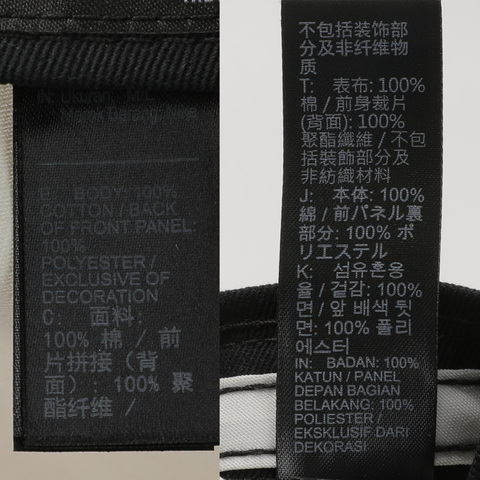 IN: Ukuran: M/L
E: BODY: 100%
COTTON / BACK
OF FRONT PANEL:
100%
POLYESTER /
EXCLUSIVE OF
DECORATION
C: 面料:
100% 棉 / 前
片拼接（背
面）: 100% 聚
酯纤维 /
不包括装饰部
分及非纤维物
质
T: 表布: 100%
棉 / 前身裁片
(背面): 100%
聚酯纖維 / 不包
括裝飾部分及
非紡織材料
J: 本体: 100%
綿 / 前パネル裏
部分: 100% ポ
リエステル
K: 섬유혼용
율 / 겉감: 100%
면 / 앞 배색 뒷
면: 100% 폴리
에스터
IN: BADAN: 100%
KATUN / PANEL
DEPAN BAGIAN
BELAKANG: 100%
POLIESTER /
EKSKLUSIF DARI
DEKORASI